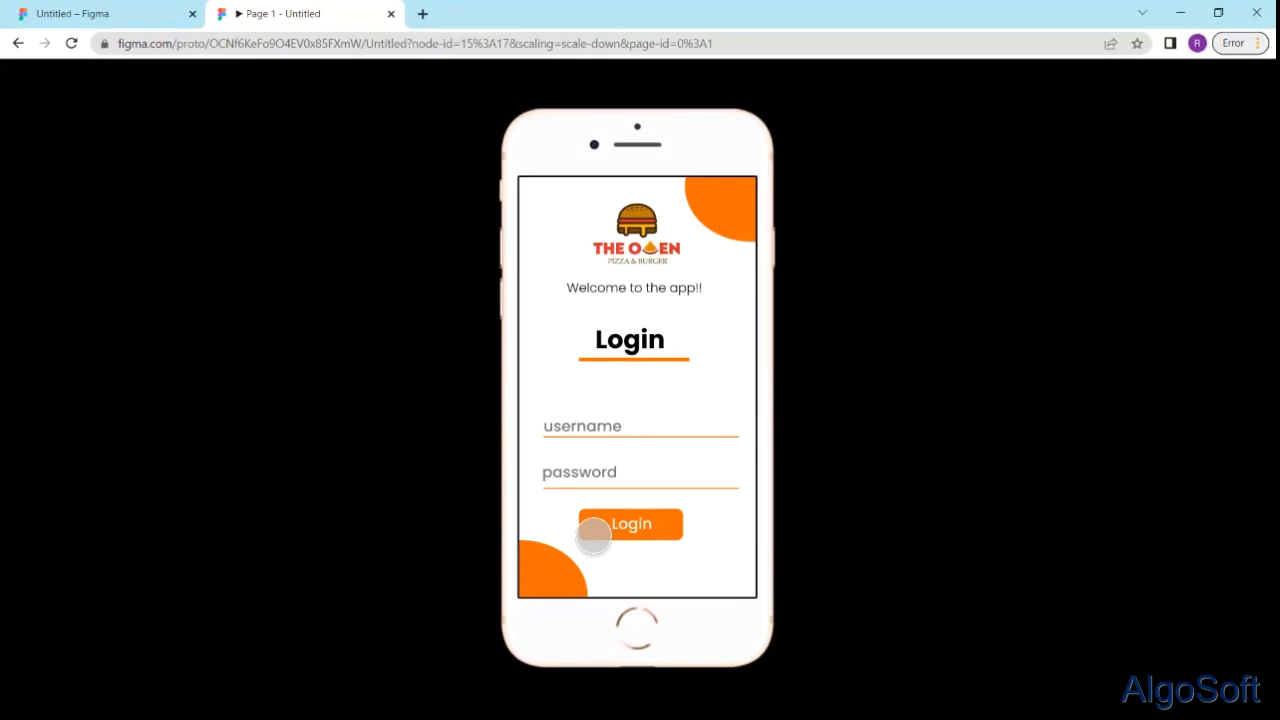 Untitled – Figma
Page 1 - Untitled
figma.com/proto/OCNf6KeFo9O4EV0x85FXmW/Untitled?node-id=15%3A17&scaling=scale-down&page-id=0%3A1
R
Error
THE OVEN
PIZZA & BURGER
Welcome to the app!!
Login
username
password
Login
AlgoSoft